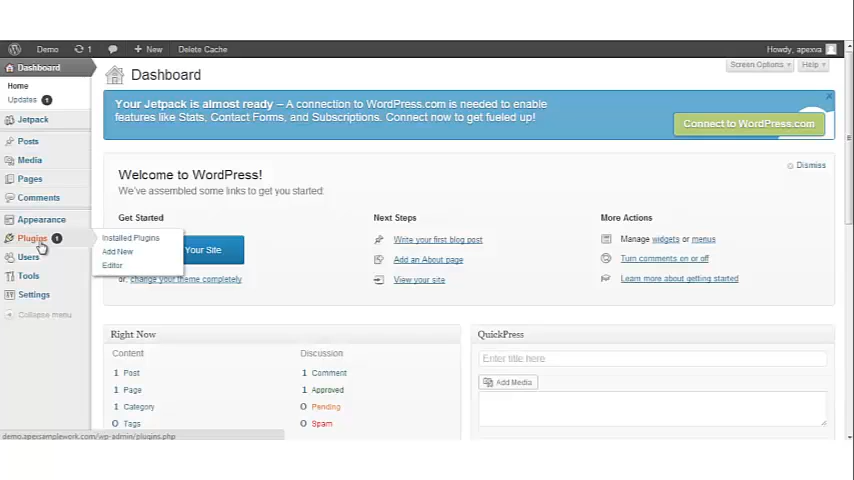 Demo 1 + New Delete Cache Howdy, apexwa
Dashboard
Home
Updates 1
Jetpack
Posts
Media
Pages
Comments
Appearance
Plugins 1
Users
Tools
Settings
Collapse menu
Installed Plugins
Add New
Editor
Screen Options Help
Dashboard
Your Jetpack is almost ready – A connection to WordPress.com is needed to enable
features like Stats, Contact Forms, and Subscriptions. Connect now to get fueled up!
Connect to WordPress.com
Dismiss
Welcome to WordPress!
We've assembled some links to get you started:
Get Started
Your Site
or, change your theme completely
Next Steps
Write your first blog post
Add an About page
View your site
More Actions
Manage widgets or menus
Turn comments on or off
Learn more about getting started
Right Now
Content
1 Post
1 Page
1 Category
0 Tags
Discussion
1 Comment
1 Approved
0 Pending
0 Spam
QuickPress
Enter title here
Add Media
demo.apexsamplework.com/wp-admin/plugins.php